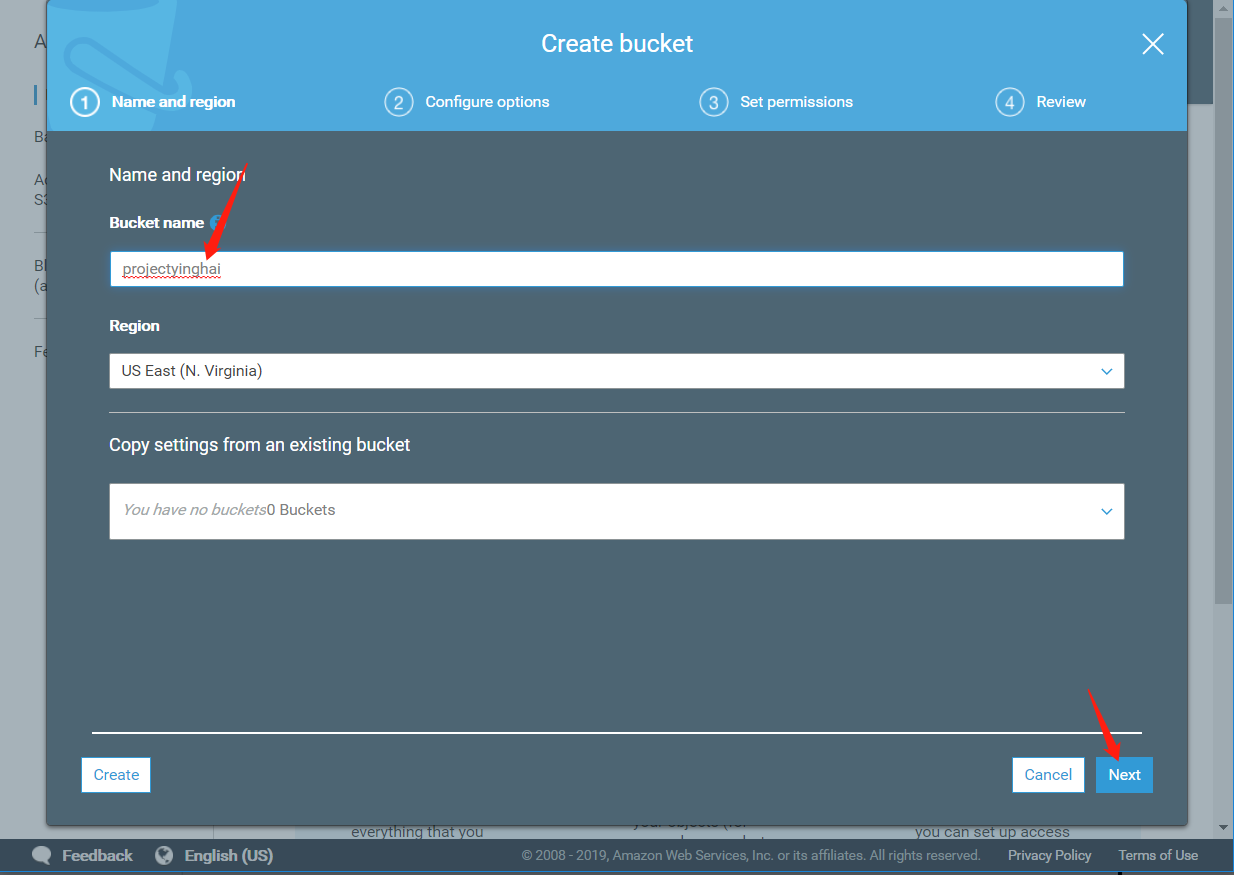 Create bucket
1 Name and region
2 Configure options
3 Set permissions
4 Review
Name and region
Bucket name
projectyinghai
Region
US East (N. Virginia)
Copy settings from an existing bucket
You have no buckets0 Buckets
Create
Cancel
Next
everything that you
your objects (for
you can set up access
Feedback
English (US)
© 2008 - 2019, Amazon Web Services, Inc. or its affiliates. All rights reserved.
Privacy Policy
Terms of Use